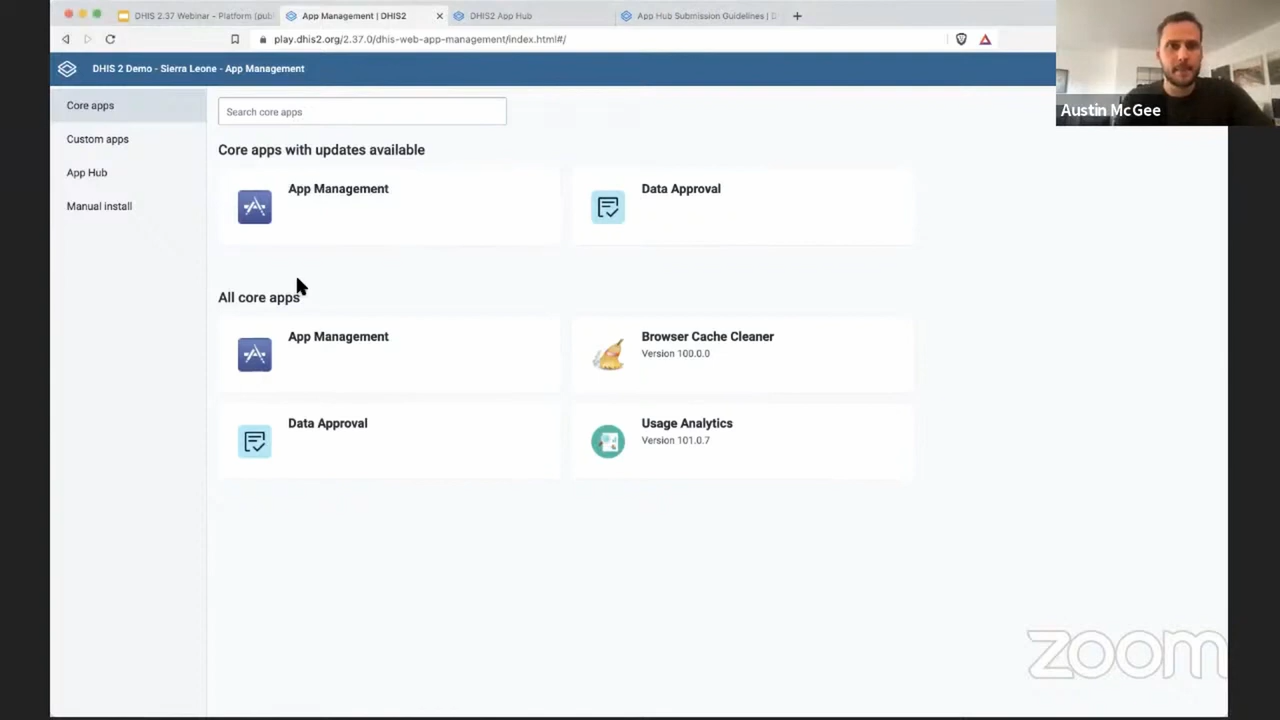 DHIS 2.37 Webinar - Platform (pub
App Management | DHIS2
DHIS2 App Hub
App Hub Submission Guidelines | D
play.dhis2.org/2.37.0/dhis-web-app-management/index.html#/
DHIS 2 Demo - Sierra Leone - App Management
Austin McGee
Core apps
Custom apps
App Hub
Manual install
Search core apps
Core apps with updates available
App Management
Data Approval
All core apps
App Management
Browser Cache Cleaner
Version 100.0.0
Data Approval
Usage Analytics
Version 101.0.7
zoom